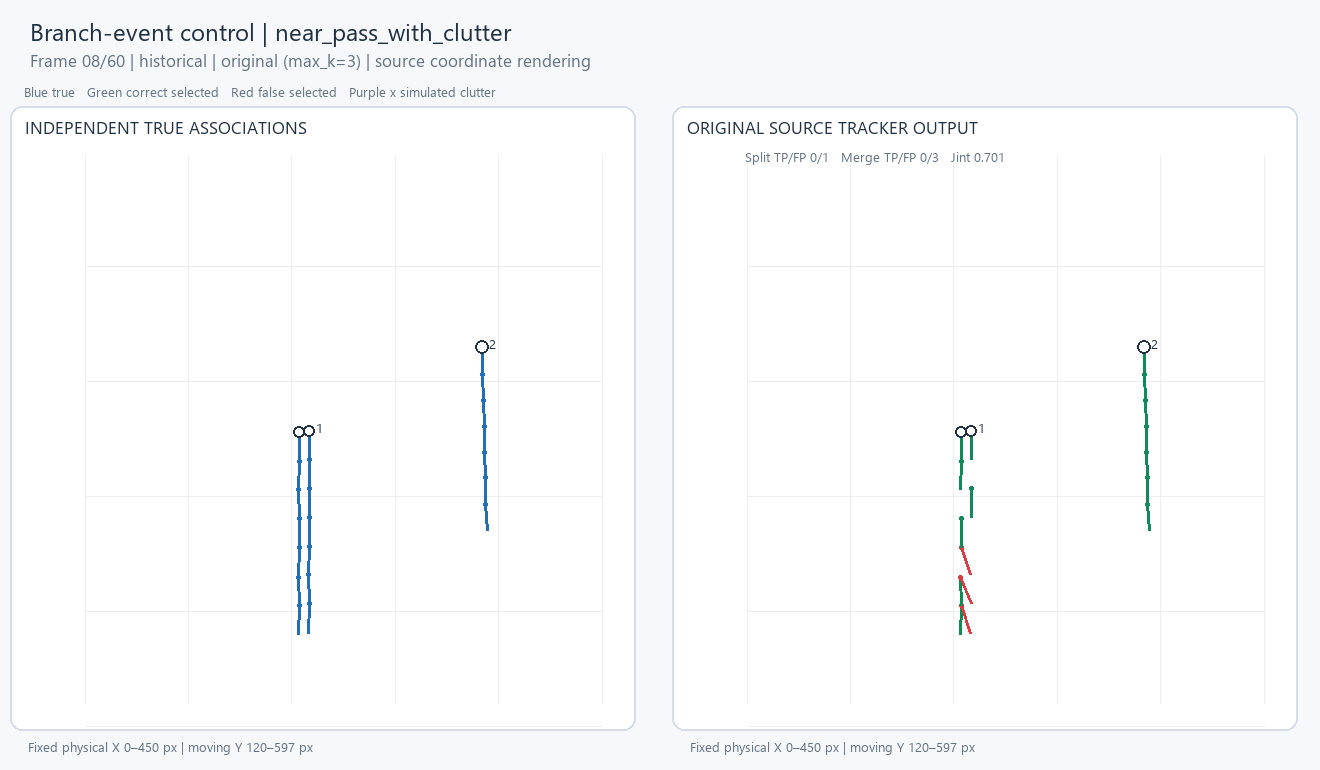 Branch-event control | near_pass_with_clutter
Frame 08/60 | historical | original (max_k=3) | source coordinate rendering
Blue true   Green correct selected   Red false selected   Purple x simulated clutter
INDEPENDENT TRUE ASSOCIATIONS
2
1
Fixed physical X 0–450 px | moving Y 120–597 px
ORIGINAL SOURCE TRACKER OUTPUT
Split TP/FP 0/1   Merge TP/FP 0/3   Jint 0.701
2
1
Fixed physical X 0–450 px | moving Y 120–597 px